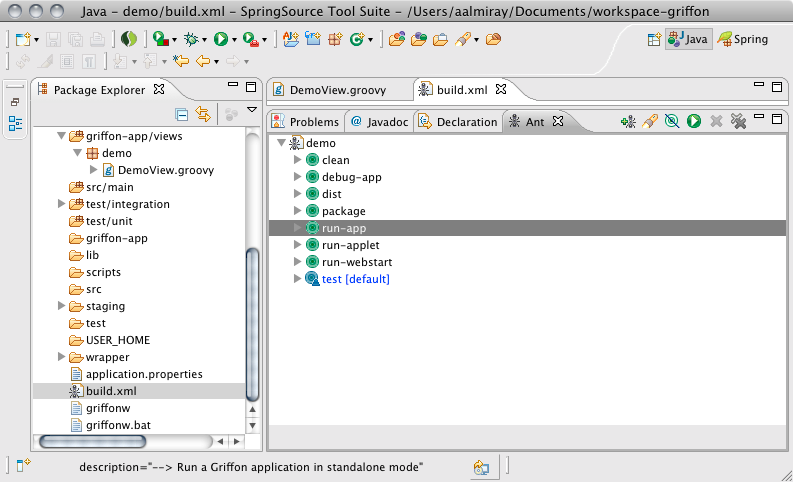 Java - demo/build.xml - SpringSource Tool Suite - /Users/aalmiray/Documents/workspace-griffon
Java
Spring
Package Explorer
griffon-app/views
demo
DemoView.groovy
src/main
test/integration
test/unit
griffon-app
lib
scripts
src
staging
test
USER_HOME
wrapper
application.properties
build.xml
griffonw
griffonw.bat
DemoView.groovy
build.xml
Problems
@ Javadoc
Declaration
Ant
demo
clean
debug-app
dist
package
run-app
run-applet
run-webstart
test [default]
description="--> Run a Griffon application in standalone mode"